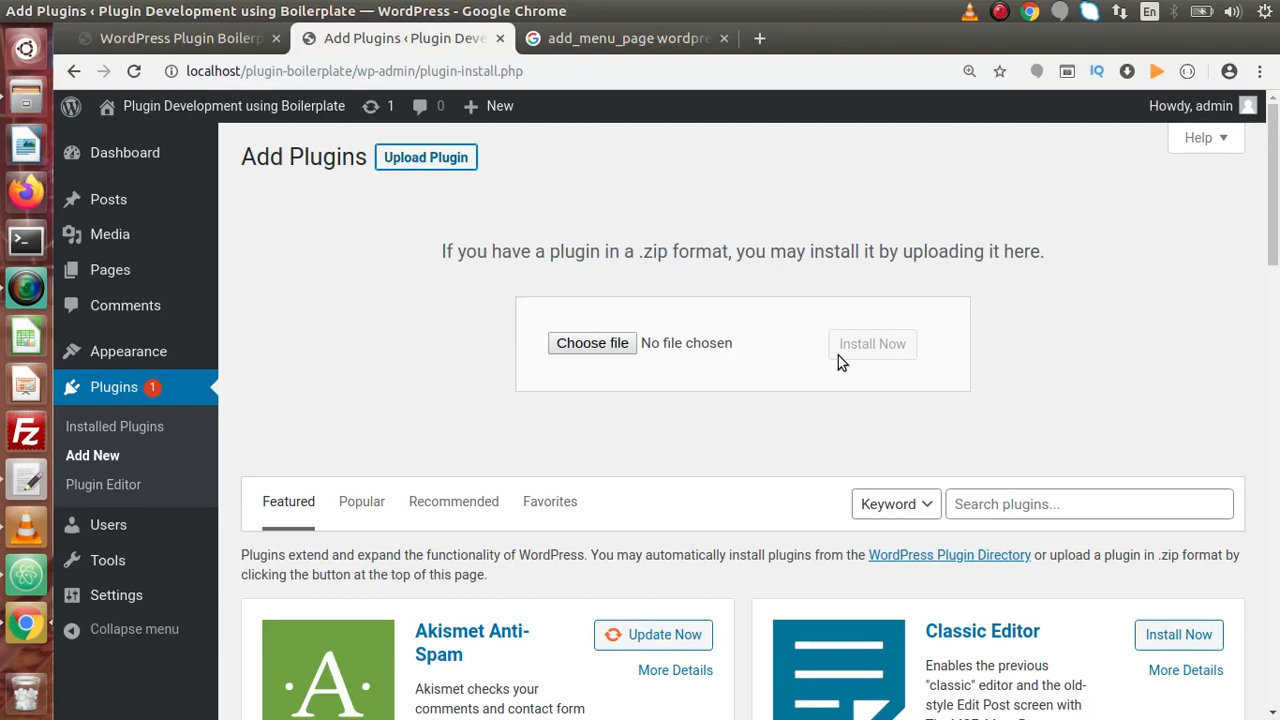 Add Plugins ‹ Plugin Development using Boilerplate — WordPress - Google Chrome
En
WordPress Plugin Boilerp
Add Plugins ‹ Plugin Deve
add_menu_page wordpre
localhost/plugin-boilerplate/wp-admin/plugin-install.php
IQ
Plugin Development using Boilerplate
1
0
New
Howdy, admin
Help
Dashboard
Posts
Media
Pages
Comments
Appearance
Plugins 1
Installed Plugins
Add New
Plugin Editor
Users
Tools
Settings
Collapse menu
Add Plugins
Upload Plugin
If you have a plugin in a .zip format, you may install it by uploading it here.
Choose file No file chosen
Install Now
Featured
Popular
Recommended
Favorites
Keyword
Search plugins...
Plugins extend and expand the functionality of WordPress. You may automatically install plugins from the WordPress Plugin Directory or upload a plugin in .zip format by
clicking the button at the top of this page.
A
Akismet Anti-
Spam
Update Now
More Details
Akismet checks your
comments and contact form
Classic Editor
Install Now
More Details
Enables the previous
"classic" editor and the old-
style Edit Post screen with
Fz